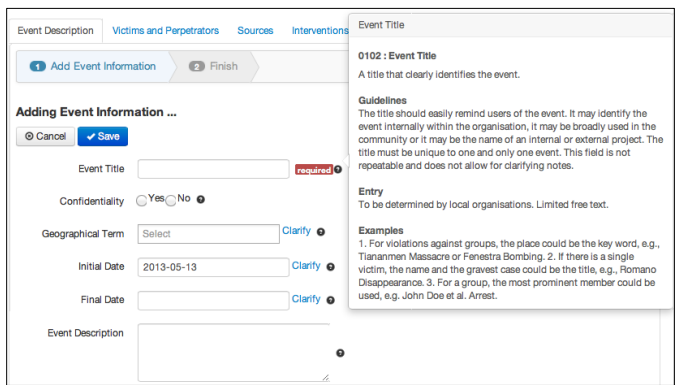 Event Description Victims and Perpetrators Sources Interventions
1 Add Event Information 2 Finish
Adding Event Information ...
Cancel Save
Event Title required
Confidentiality Yes No
Geographical Term Select Clarify
Initial Date 2013-05-13 Clarify
Final Date Clarify
Event Description
Event Title
0102 : Event Title
A title that clearly identifies the event.
Guidelines
The title should easily remind users of the event. It may identify the
event internally within the organisation, it may be broadly used in the
community or it may be the name of an internal or external project. The
title must be unique to one and only one event. This field is not
repeatable and does not allow for clarifying notes.
Entry
To be determined by local organisations. Limited free text.
Examples
1. For violations against groups, the place could be the key word, e.g.,
Tiananmen Massacre or Fenestra Bombing. 2. If there is a single
victim, the name and the gravest case could be the title, e.g., Romano
Disappearance. 3. For a group, the most prominent member could be
used, e.g. John Doe et al. Arrest.